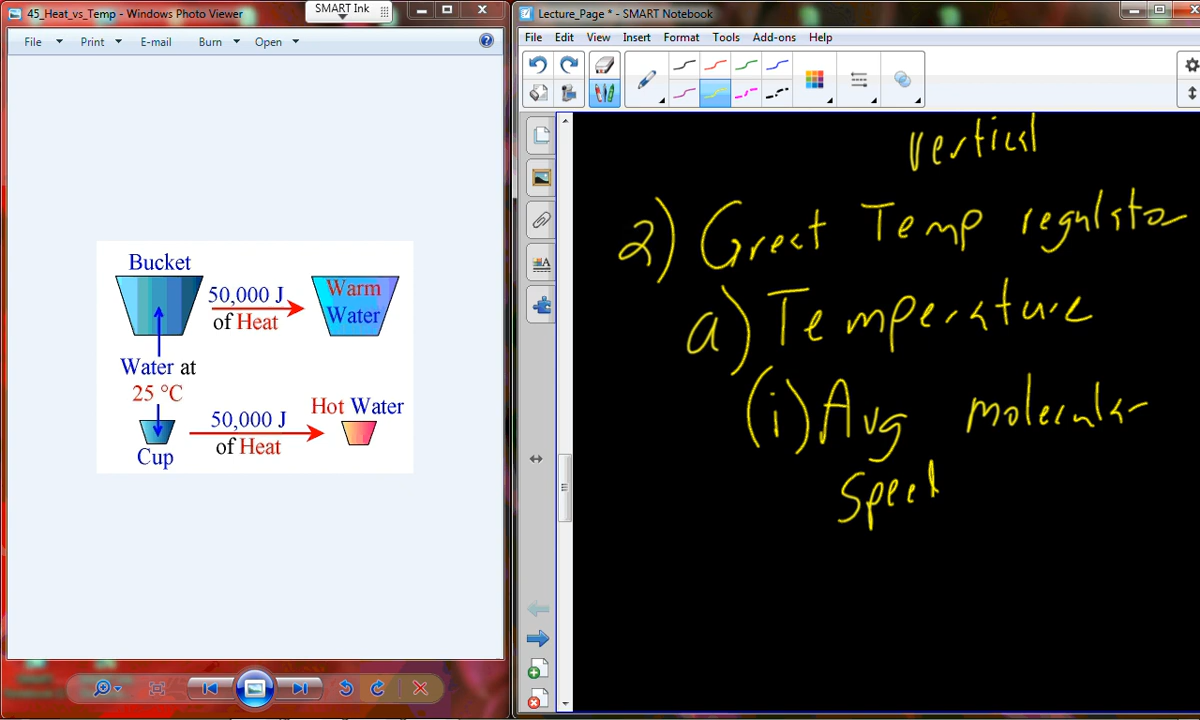 45_Heat_vs_Temp - Windows Photo Viewer
SMART Ink
File Print E-mail Burn Open
Bucket
50,000 J
of Heat
Warm
Water
Water at
25 °C
50,000 J
of Heat
Hot Water
Cup
Lecture_Page * - SMART Notebook
File Edit View Insert Format Tools Add-ons Help
vertical
2) Great Temp regulator
a) Temperature
(i) Avg molecular
Speed